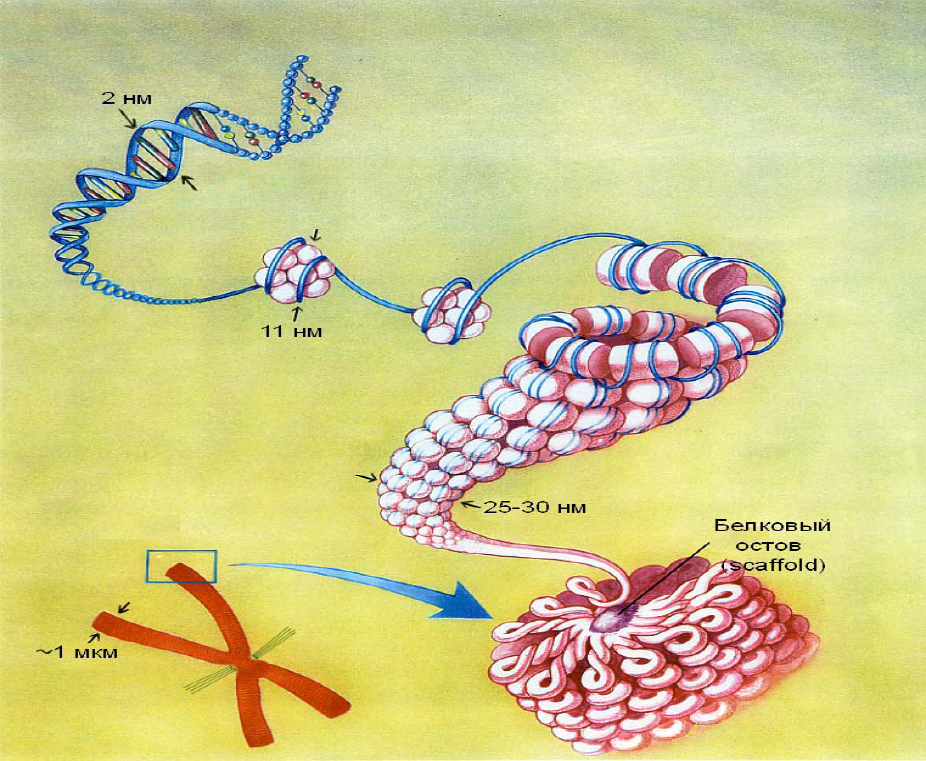 2 нм
11 нм
25-30 нм
Белковый
остов
(scaffold)
~1 мкм